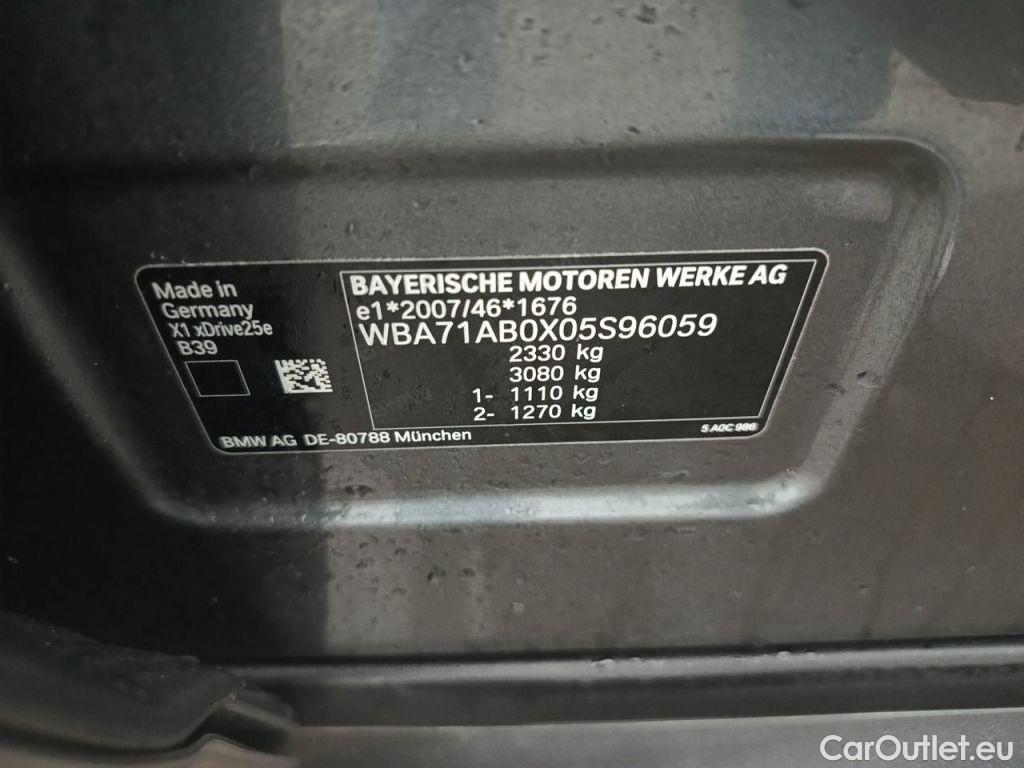 Made in
Germany
X1 xDrive25e
B39
BAYERISCHE MOTOREN WERKE AG
e1*2007/46*1676
WBA71AB0X05S96059
2330 kg
3080 kg
1- 1110 kg
2- 1270 kg
BMW AG DE-80788 München
5 A0C 986
CarOutlet.eu